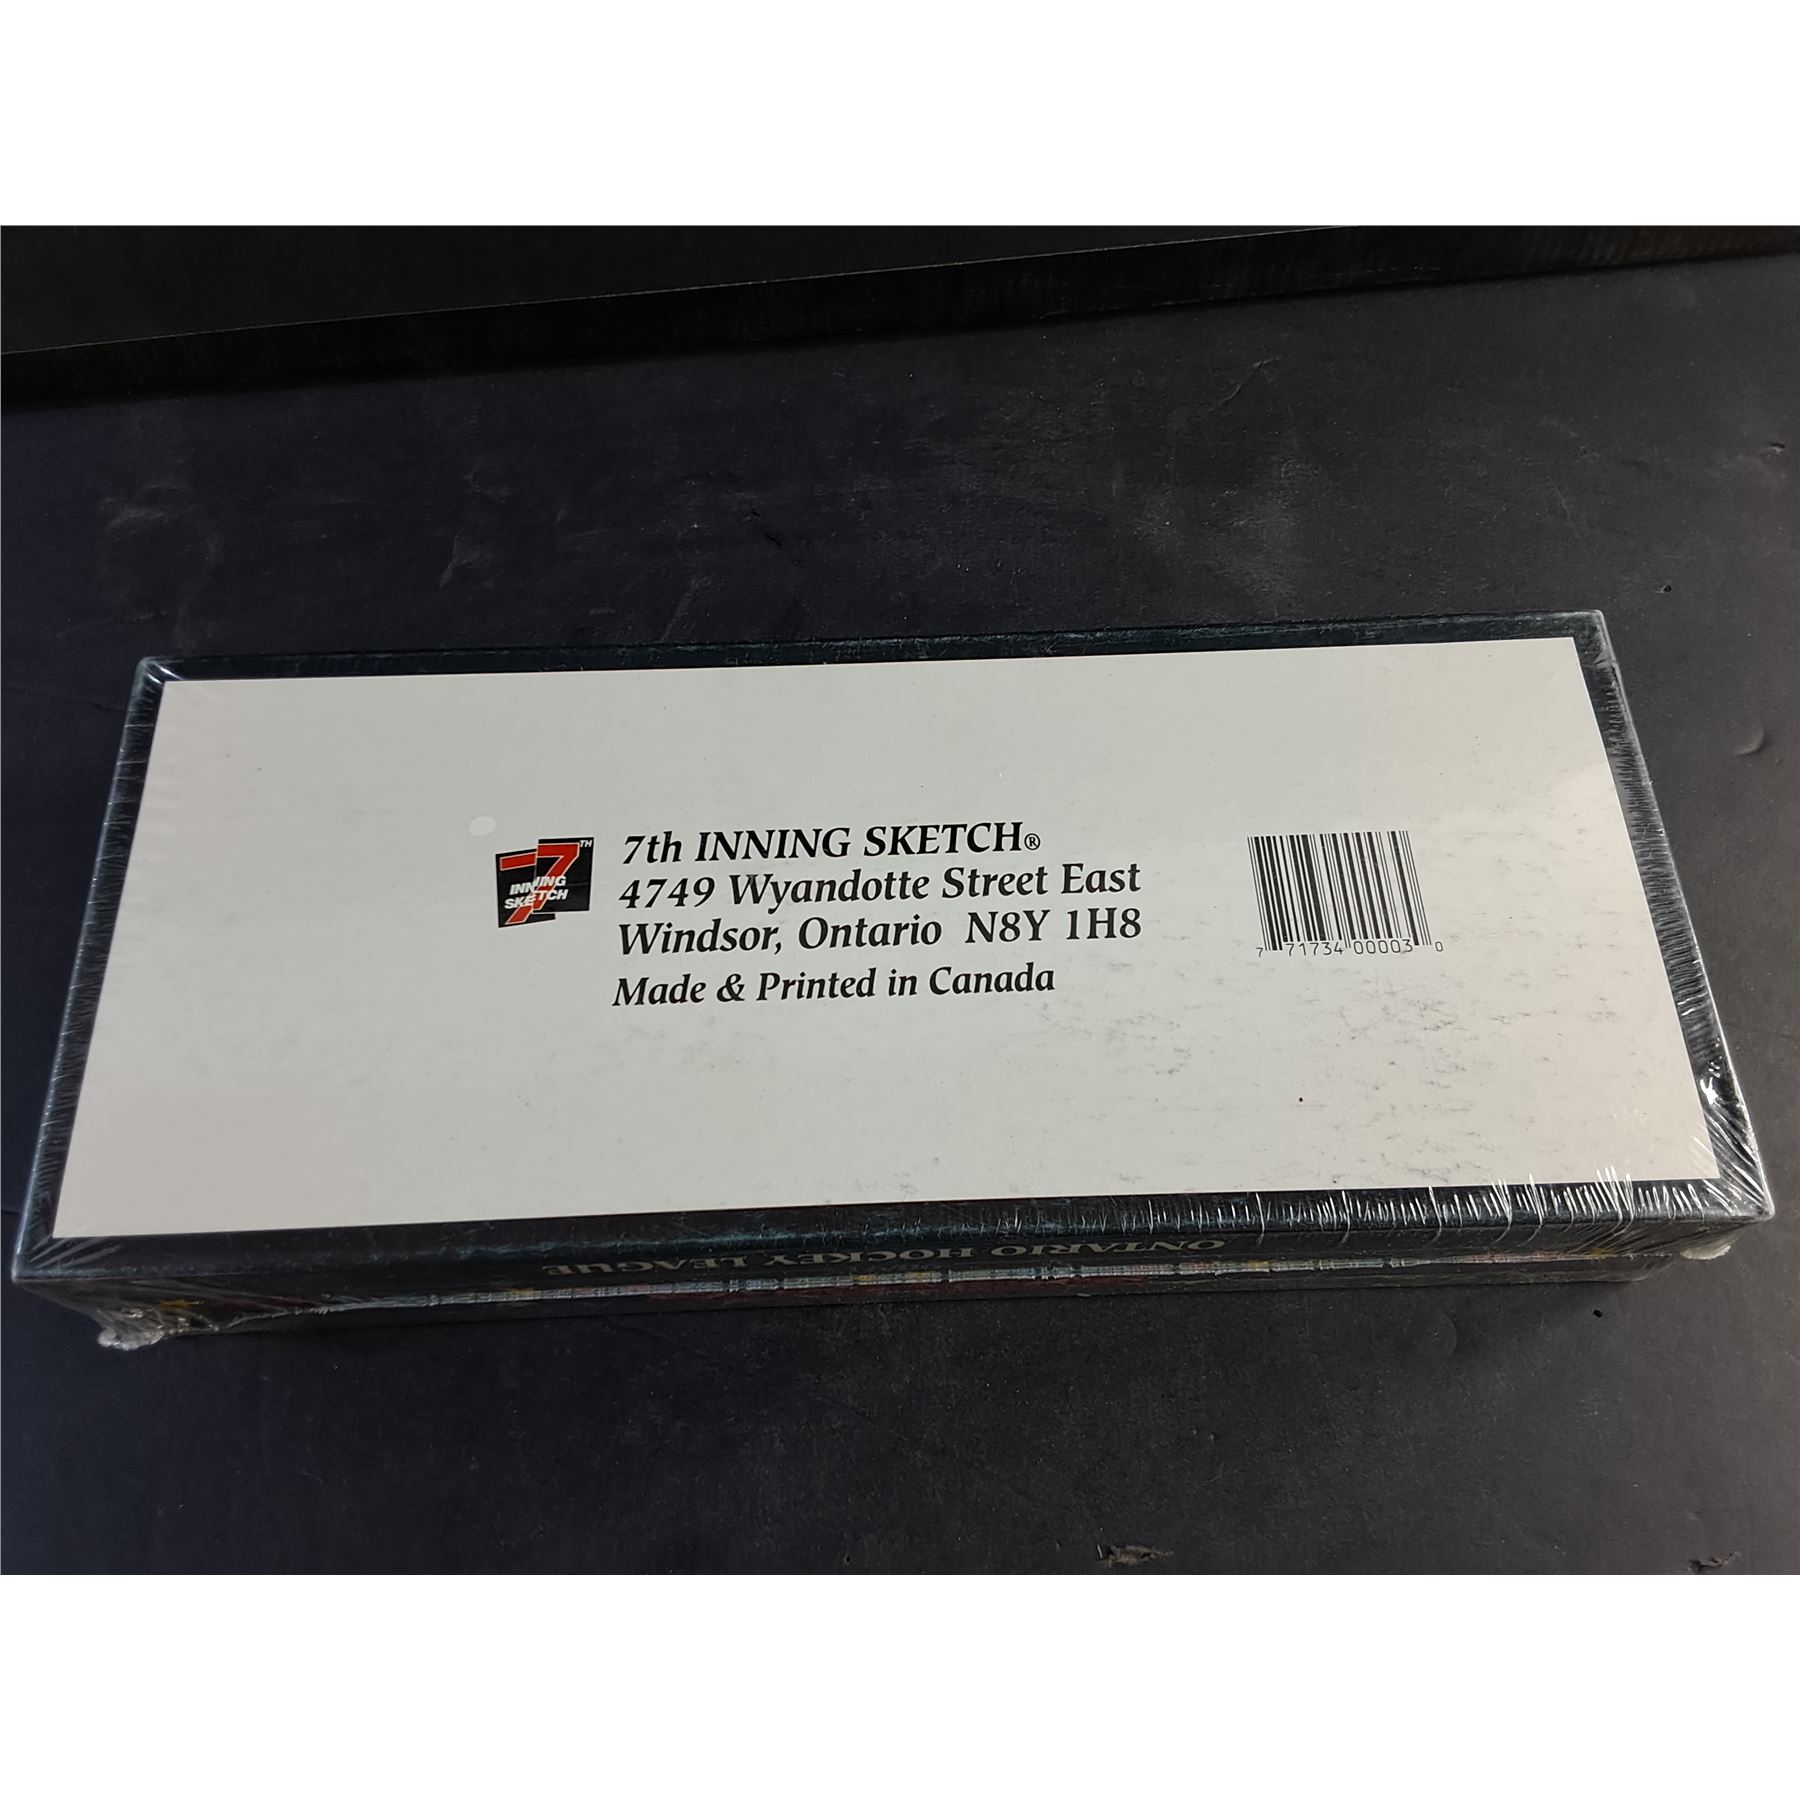 7TH
INNING
SKETCH
7th INNING SKETCH®
4749 Wyandotte Street East
Windsor, Ontario N8Y 1H8
Made & Printed in Canada
7 71734 00003 0
ONTARIO HOCKEY LEAGUE